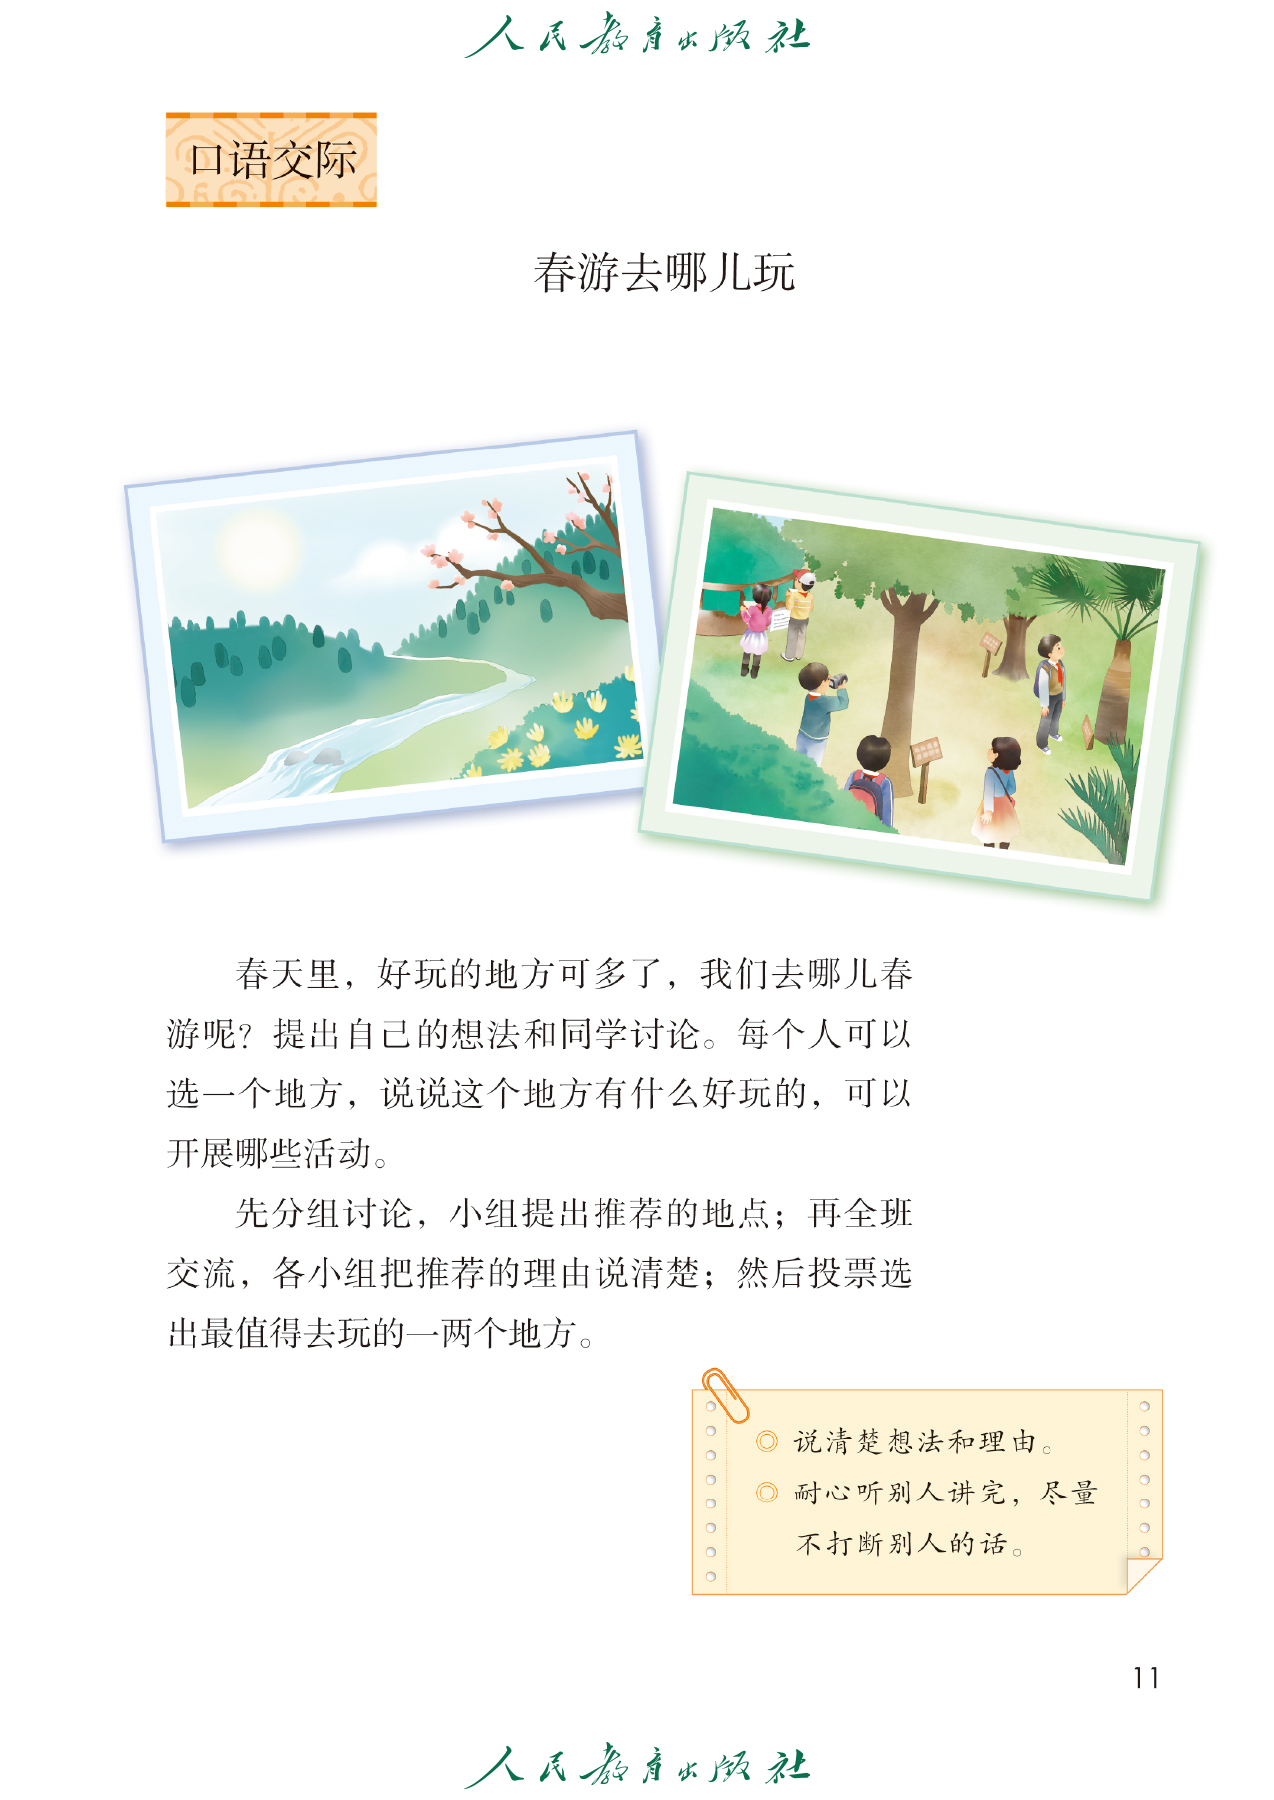 人民教育出版社
口语交际
春游去哪儿玩
春天里，好玩的地方可多了，我们去哪儿春
游呢？提出自己的想法和同学讨论。每个人可以
选一个地方，说说这个地方有什么好玩的，可以
开展哪些活动。
先分组讨论，小组提出推荐的地点；再全班
交流，各小组把推荐的理由说清楚；然后投票选
出最值得去玩的一两个地方。
◎ 说清楚想法和理由。
◎ 耐心听别人讲完，尽量
不打断别人的话。
11
人民教育出版社